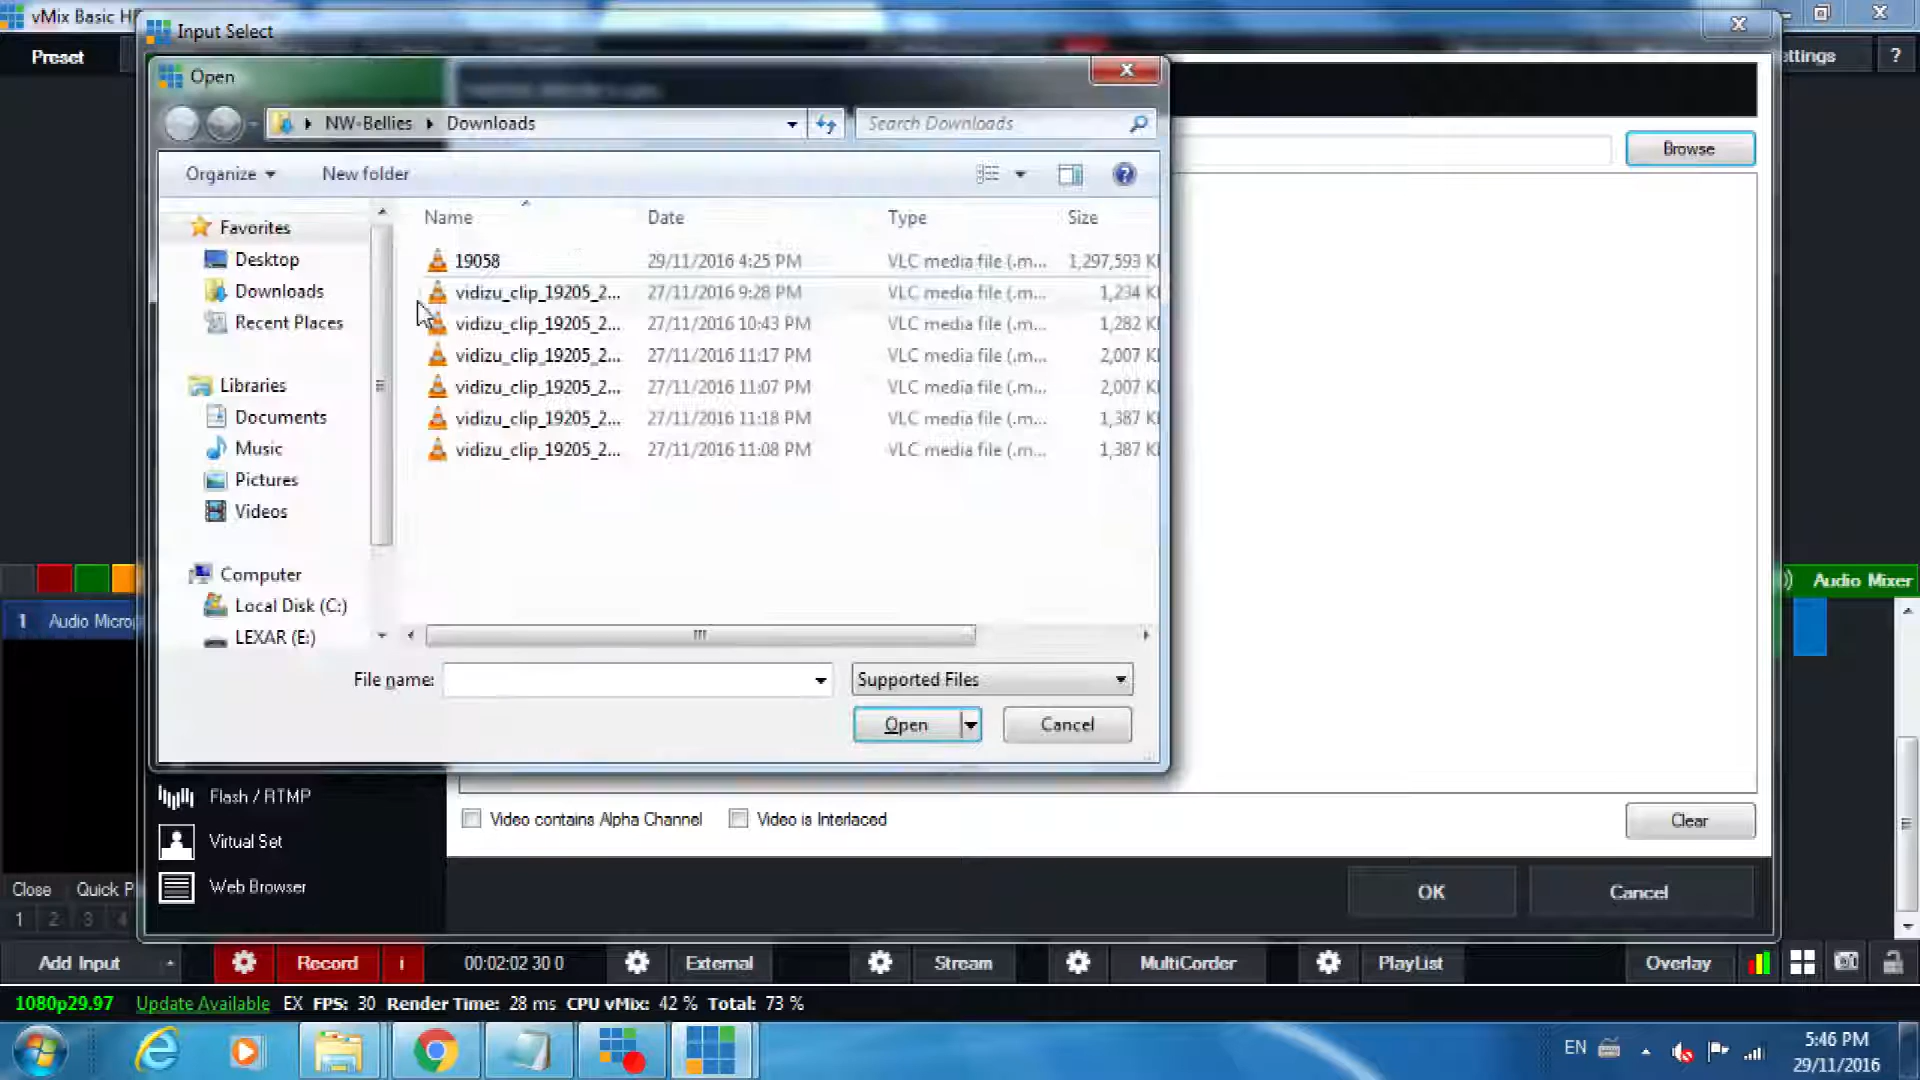 vMix Basic H
Input Select
Preset
Settings
?
Open
NW-Bellies
Downloads
Search Downloads
Browse
Organize
New folder
Name
Date
Type
Size
Favorites
Desktop
Downloads
Recent Places
Libraries
Documents
Music
Pictures
Videos
Computer
Local Disk (C:)
LEXAR (E:)
19058 29/11/2016 4:25 PM VLC media file (.m... 1,297,593 K
vidizu_clip_19205_2... 27/11/2016 9:28 PM VLC media file (.m... 1,234 K
vidizu_clip_19205_2... 27/11/2016 10:43 PM VLC media file (.m... 1,282 K
vidizu_clip_19205_2... 27/11/2016 11:17 PM VLC media file (.m... 2,007 K
vidizu_clip_19205_2... 27/11/2016 11:07 PM VLC media file (.m... 2,007 K
vidizu_clip_19205_2... 27/11/2016 11:18 PM VLC media file (.m... 1,387 K
vidizu_clip_19205_2... 27/11/2016 11:08 PM VLC media file (.m... 1,387 K
File name:
Supported Files
Open
Cancel
Audio Mixer
1 Audio Micro
Flash / RTMP
Virtual Set
Web Browser
Video contains Alpha Channel
Video is Interlaced
Clear
OK
Cancel
Close Quick P
1 2 3 4
Add Input
Record
i
00:02:02 30 0
External
Stream
MultiCorder
PlayList
Overlay
1080p29.97 Update Available EX FPS: 30 Render Time: 28 ms CPU vMix: 42 % Total: 73 %
EN
5:46 PM
29/11/2016